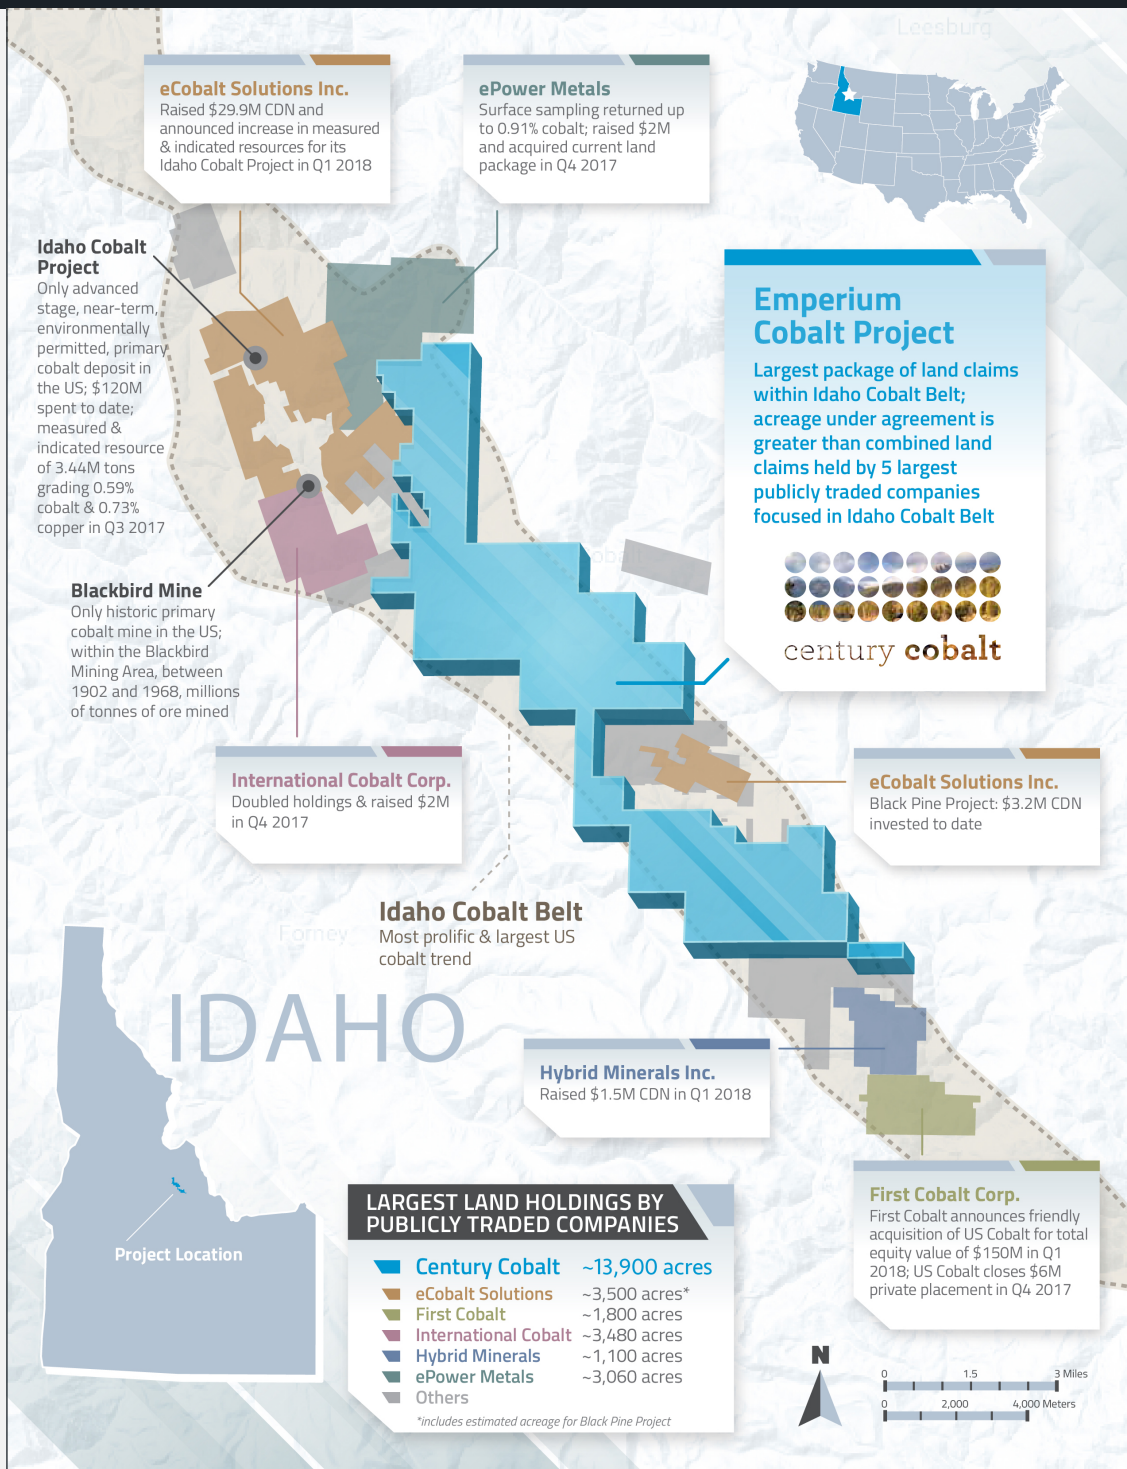 Leesburg
eCobalt Solutions Inc.
Raised $29.9M CDN and
announced increase in measured
& indicated resources for its
Idaho Cobalt Project in Q1 2018
ePower Metals
Surface sampling returned up
to 0.91% cobalt; raised $2M
and acquired current land
package in Q4 2017
Idaho Cobalt
Project
Only advanced
stage, near-term,
environmentally
permitted, primary
cobalt deposit in
the US; $120M
spent to date;
measured &
indicated resource
of 3.44M tons
grading 0.59%
cobalt & 0.73%
copper in Q3 2017
Emperium
Cobalt Project
Largest package of land claims
within Idaho Cobalt Belt;
acreage under agreement is
greater than combined land
claims held by 5 largest
publicly traded companies
focused in Idaho Cobalt Belt
century cobalt
Blackbird Mine
Only historic primary
cobalt mine in the US;
within the Blackbird
Mining Area, between
1902 and 1968, millions
of tonnes of ore mined
International Cobalt Corp.
Doubled holdings & raised $2M
in Q4 2017
eCobalt Solutions Inc.
Black Pine Project: $3.2M CDN
invested to date
Idaho Cobalt Belt
Most prolific & largest US
cobalt trend
Forney
IDAHO
Project Location
Hybrid Minerals Inc.
Raised $1.5M CDN in Q1 2018
First Cobalt Corp.
First Cobalt announces friendly
acquisition of US Cobalt for total
equity value of $150M in Q1
2018; US Cobalt closes $6M
private placement in Q4 2017
LARGEST LAND HOLDINGS BY
PUBLICLY TRADED COMPANIES
Century Cobalt ~13,900 acres
eCobalt Solutions ~3,500 acres*
First Cobalt ~1,800 acres
International Cobalt ~3,480 acres
Hybrid Minerals ~1,100 acres
ePower Metals ~3,060 acres
Others
*includes estimated acreage for Black Pine Project
N
0 1.5 3 Miles
0 2,000 4,000 Meters